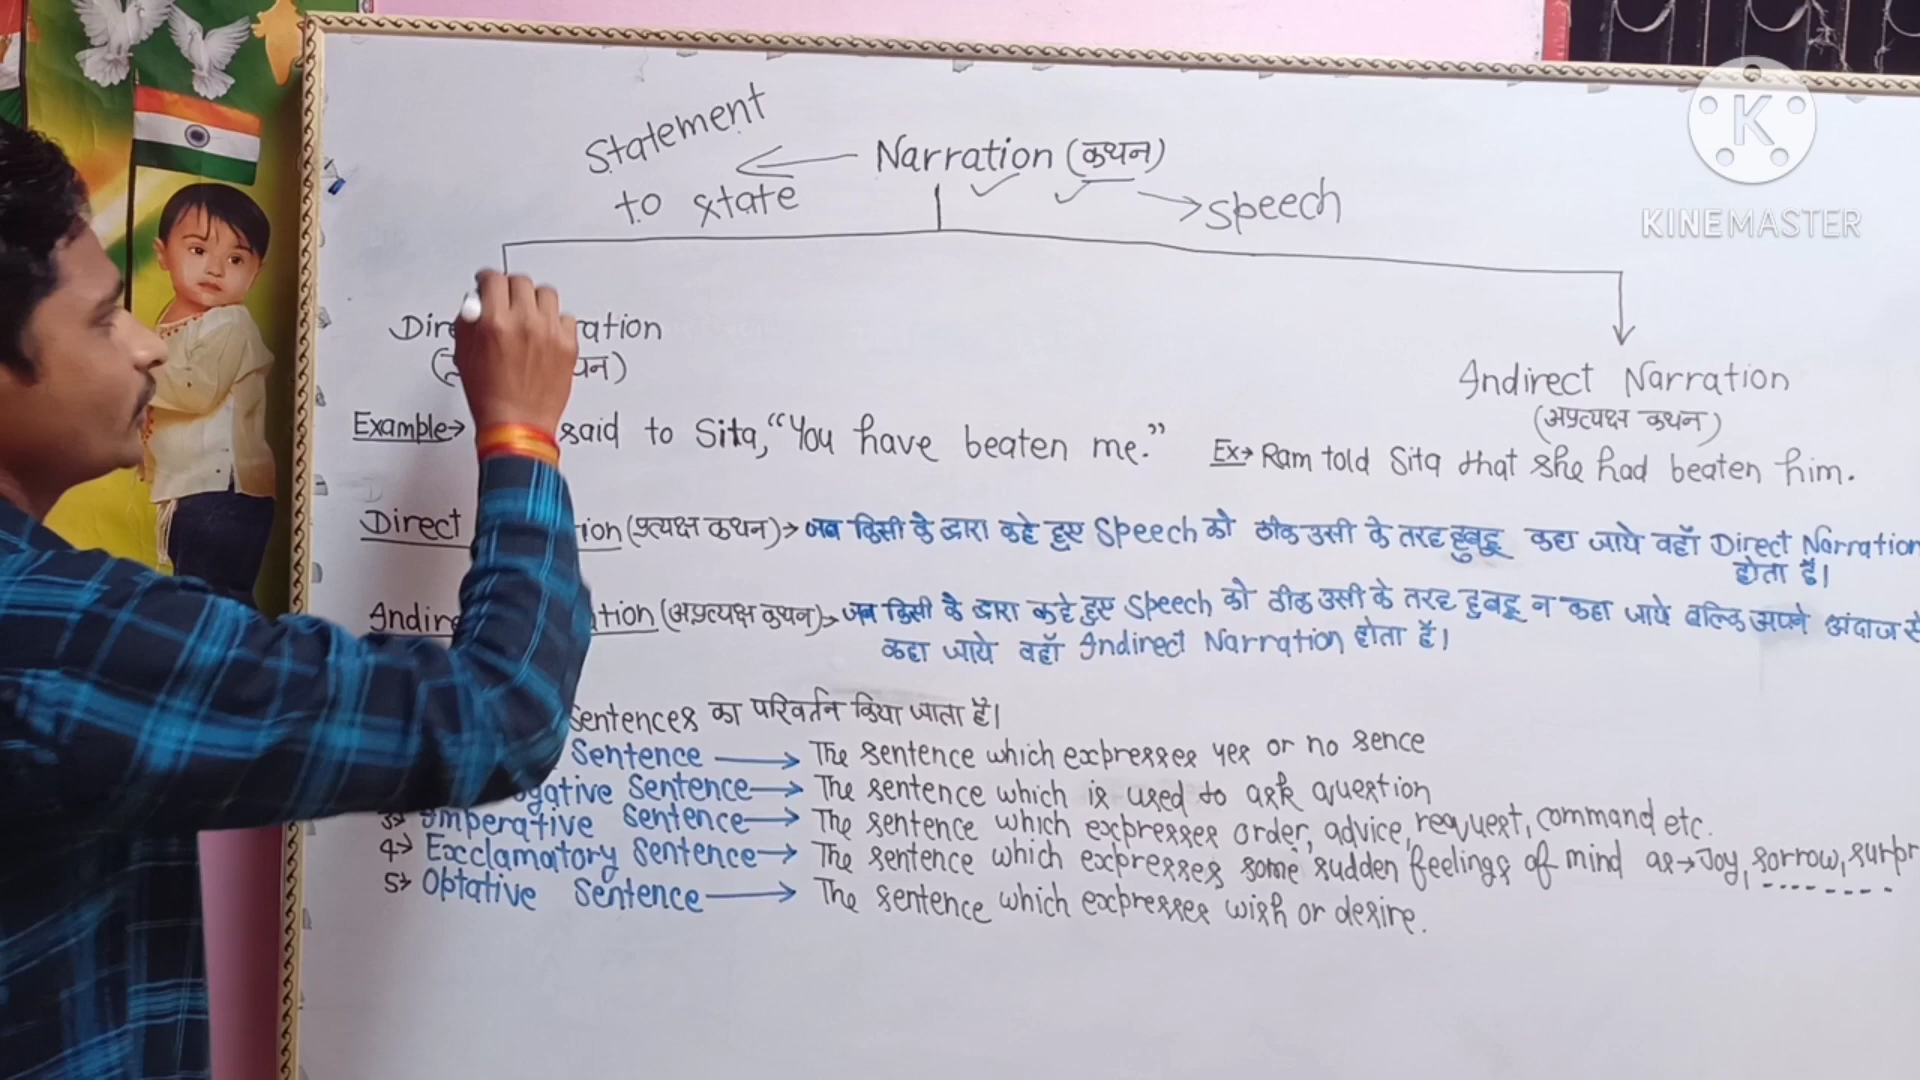 Statement
Narration (कथन)
to state
speech
K
KINEMASTER
ation
Indirect Narration
(अप्रत्यक्ष कथन)
Example→ said to Sita, "You have beaten me."
Ex→ Ram told Sita that she had beaten him.
Direct ion (प्रत्यक्ष कथन)→ जब किसी के द्वारा कहे हुए Speech को ठीक उसी के तरह हुबहू कहा जाये वहाँ Direct Narration
होता है।
ation (अप्रत्यक्ष कथन)→ जब किसी के द्वारा कहे हुए Speech को ठीक उसी के तरह हुबहू न कहा जाये बल्कि अपने अंदाज से
कहा जाये वहाँ Indirect Narration होता है।
Sentences का परिवर्तन किया जाता है।
Sentence → The sentence which expresses yes or no sence
gative Sentence → The sentence which is used to ask question
3→ Imperative Sentence → The sentence which expresses order, advice, request, command etc.
4→ Exclamatory Sentence → The sentence which expresses some sudden feelings of mind as→ Joy, sorrow, surpr
5→ Optative Sentence → The sentence which expresses wish or desire.